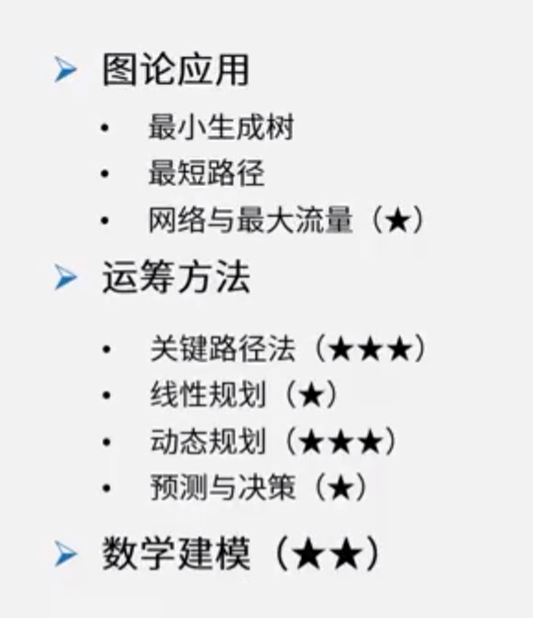 ➢ 图论应用
• 最小生成树
• 最短路径
• 网络与最大流量（★）
➢ 运筹方法
• 关键路径法（★★★）
• 线性规划（★）
• 动态规划（★★★）
• 预测与决策（★）
➢ 数学建模（★★）